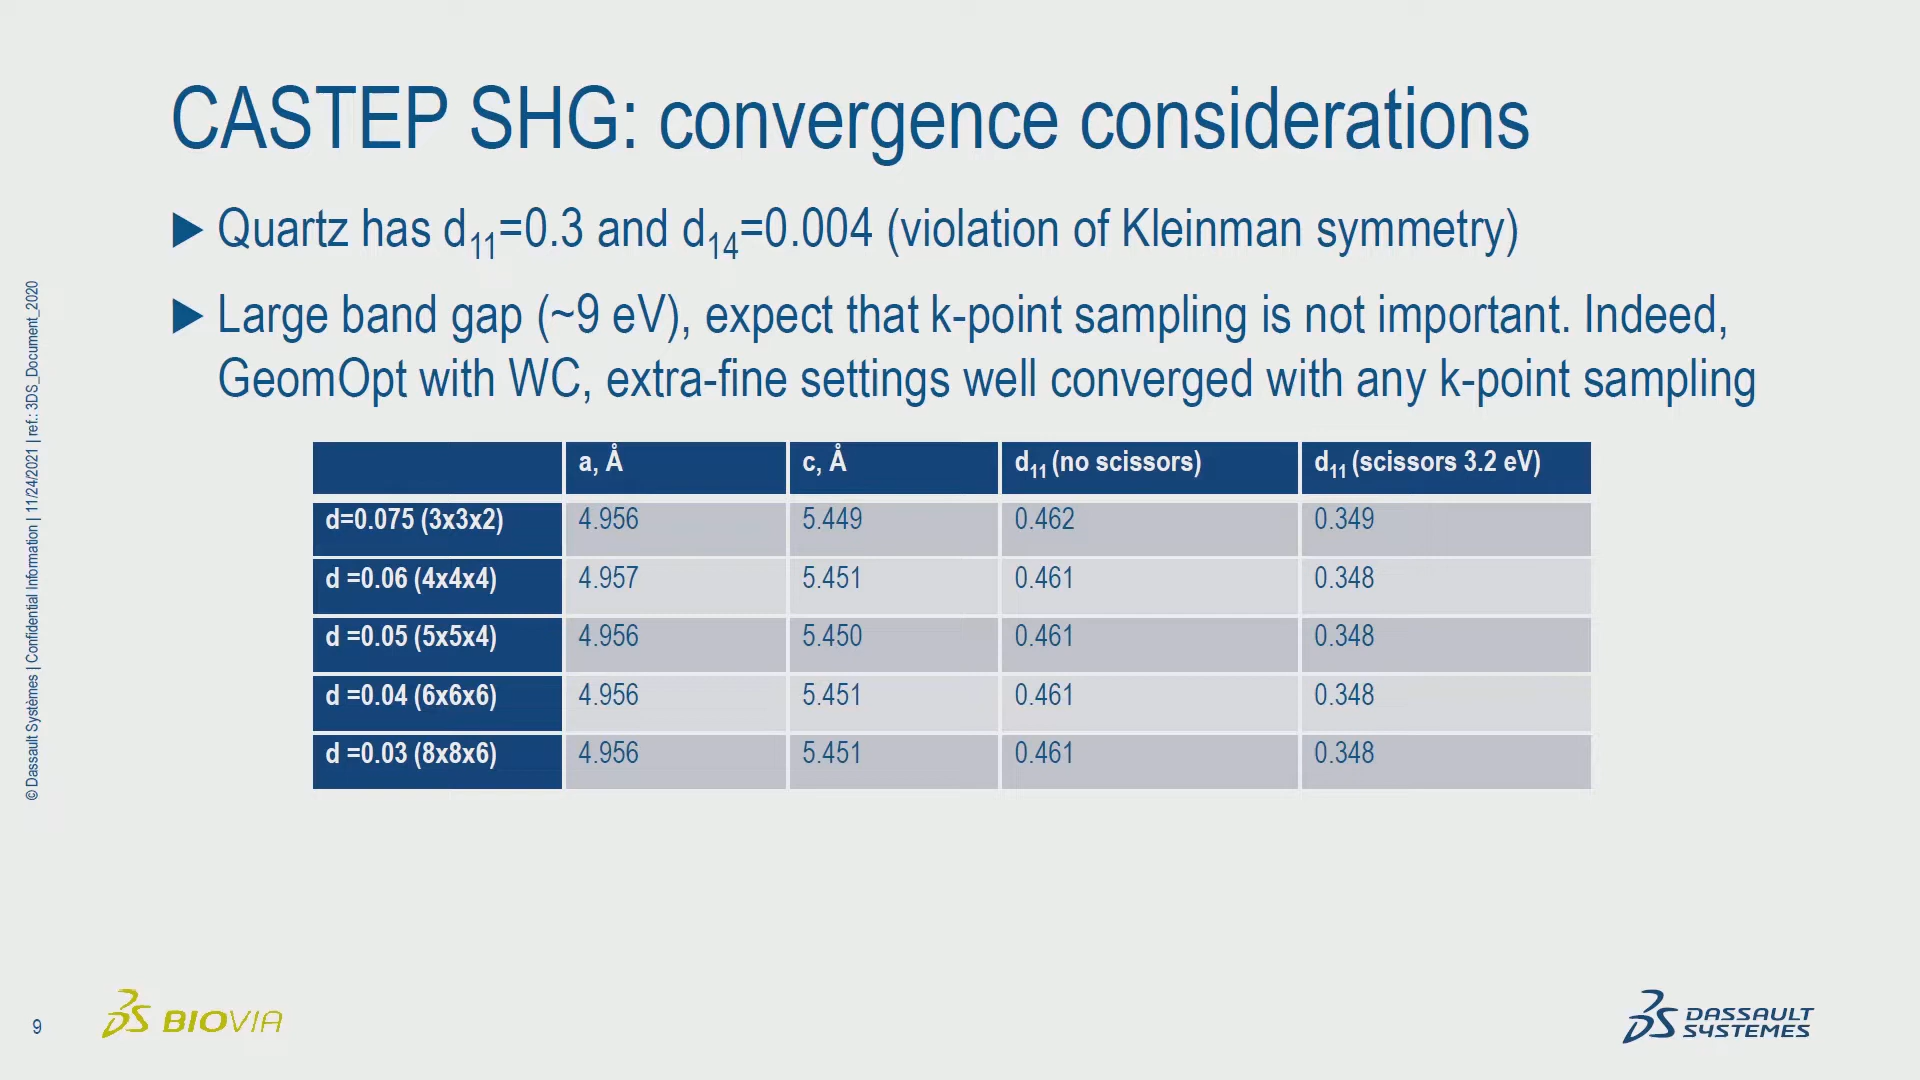 CASTEP SHG: convergence considerations
▶ Quartz has d11=0.3 and d14=0.004 (violation of Kleinman symmetry)
▶ Large band gap (~9 eV), expect that k-point sampling is not important. Indeed,
GeomOpt with WC, extra-fine settings well converged with any k-point sampling
a, Å c, Å d11 (no scissors) d11 (scissors 3.2 eV)
d=0.075 (3x3x2) 4.956 5.449 0.462 0.349
d =0.06 (4x4x4) 4.957 5.451 0.461 0.348
d =0.05 (5x5x4) 4.956 5.450 0.461 0.348
d =0.04 (6x6x6) 4.956 5.451 0.461 0.348
d =0.03 (8x8x6) 4.956 5.451 0.461 0.348
© Dassault Systèmes | Confidential Information | 11/24/2021 | ref.: 3DS_Document_2020
9
3DS BIOVIA
3DS DASSAULT
SYSTEMES